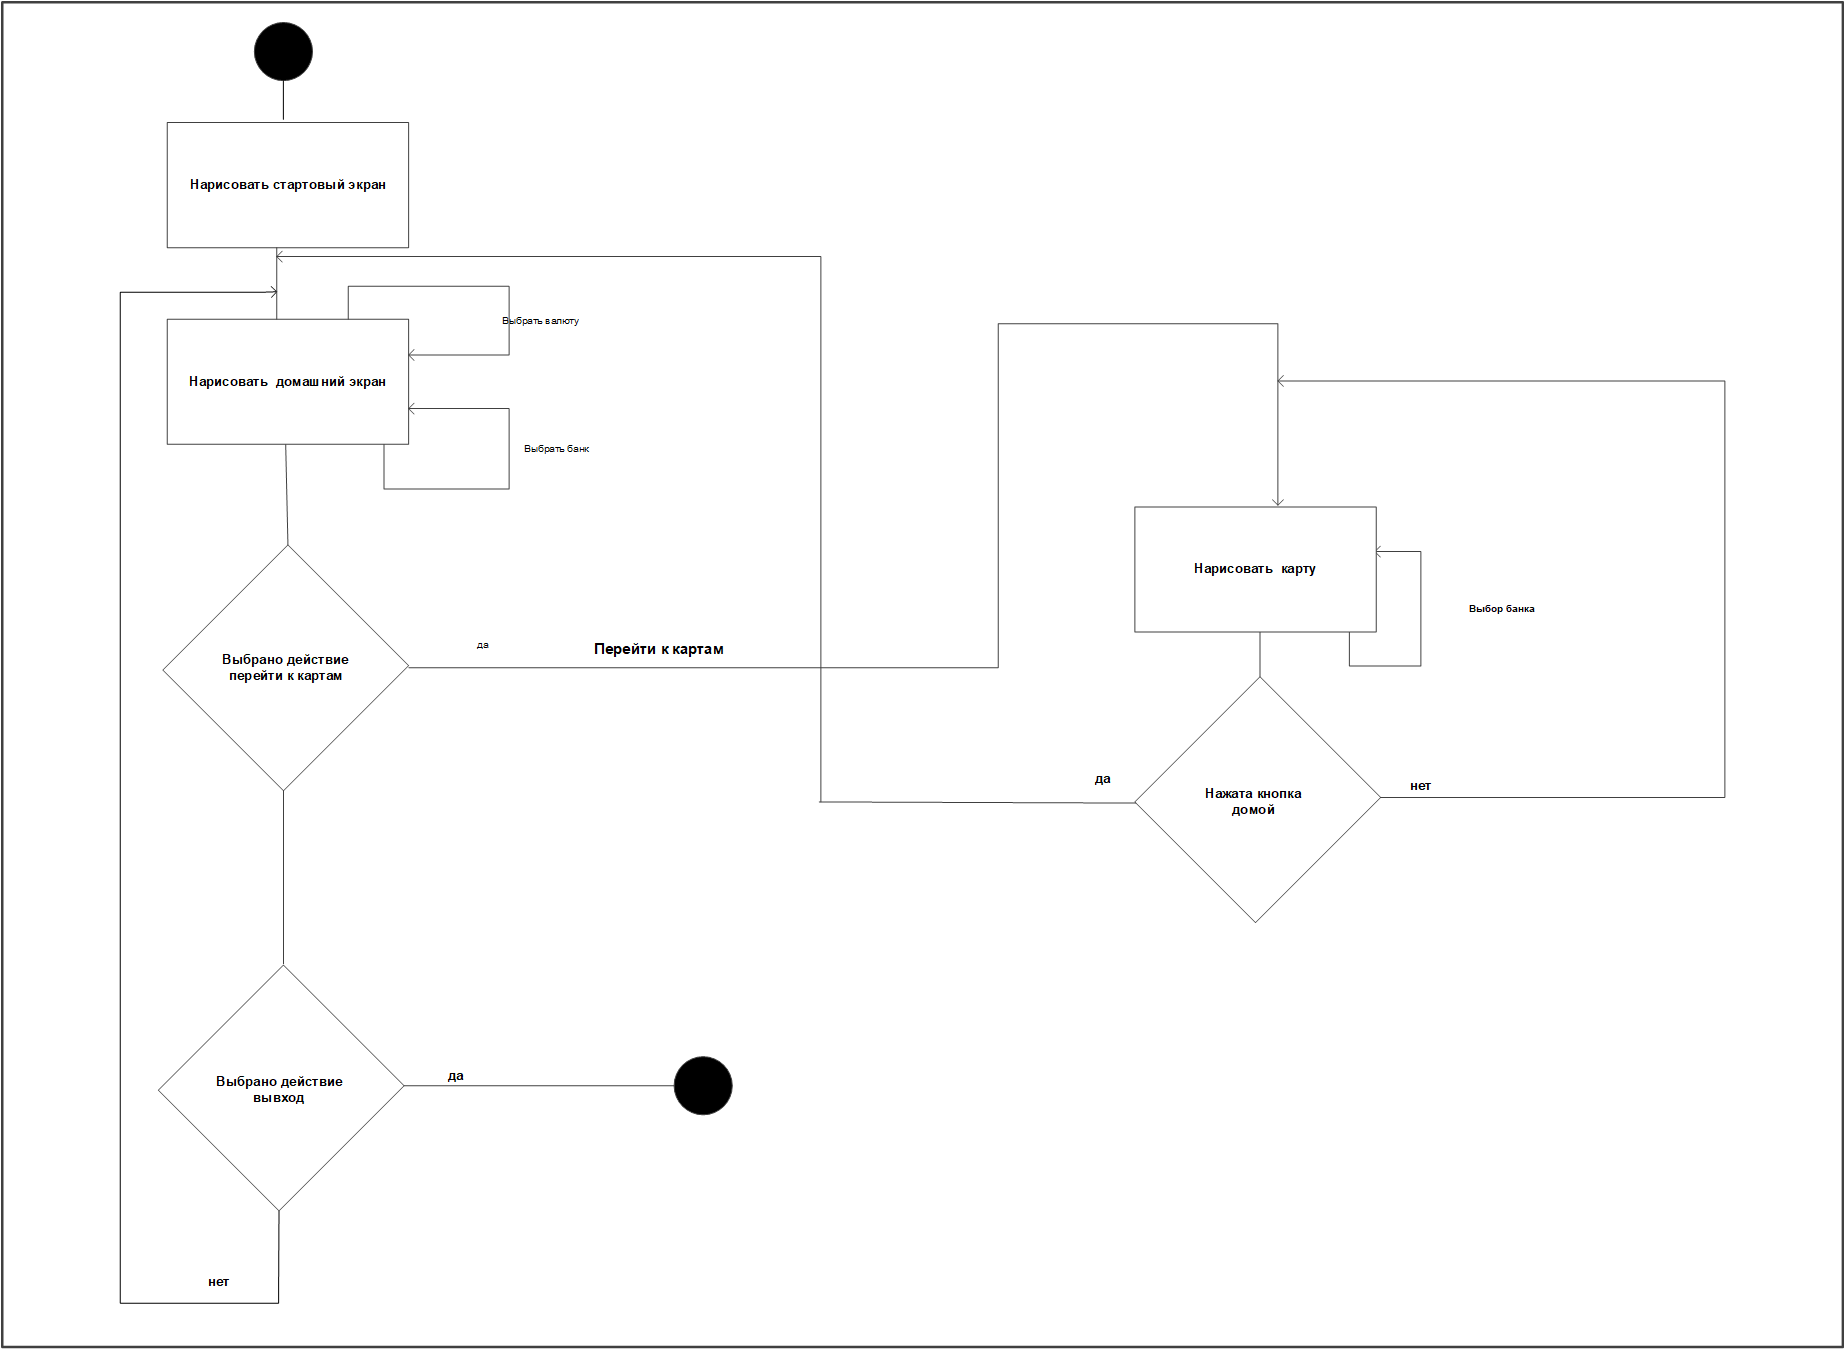 Нарисовать стартовый экран
Выбрать валюту
Нарисовать домашний экран
Выбрать банк
Выбрано действие
перейти к картам
да
Перейти к картам
Нарисовать карту
Выбор банка
да
Нажата кнопка
домой
нет
Выбрано действие
вывход
да
нет